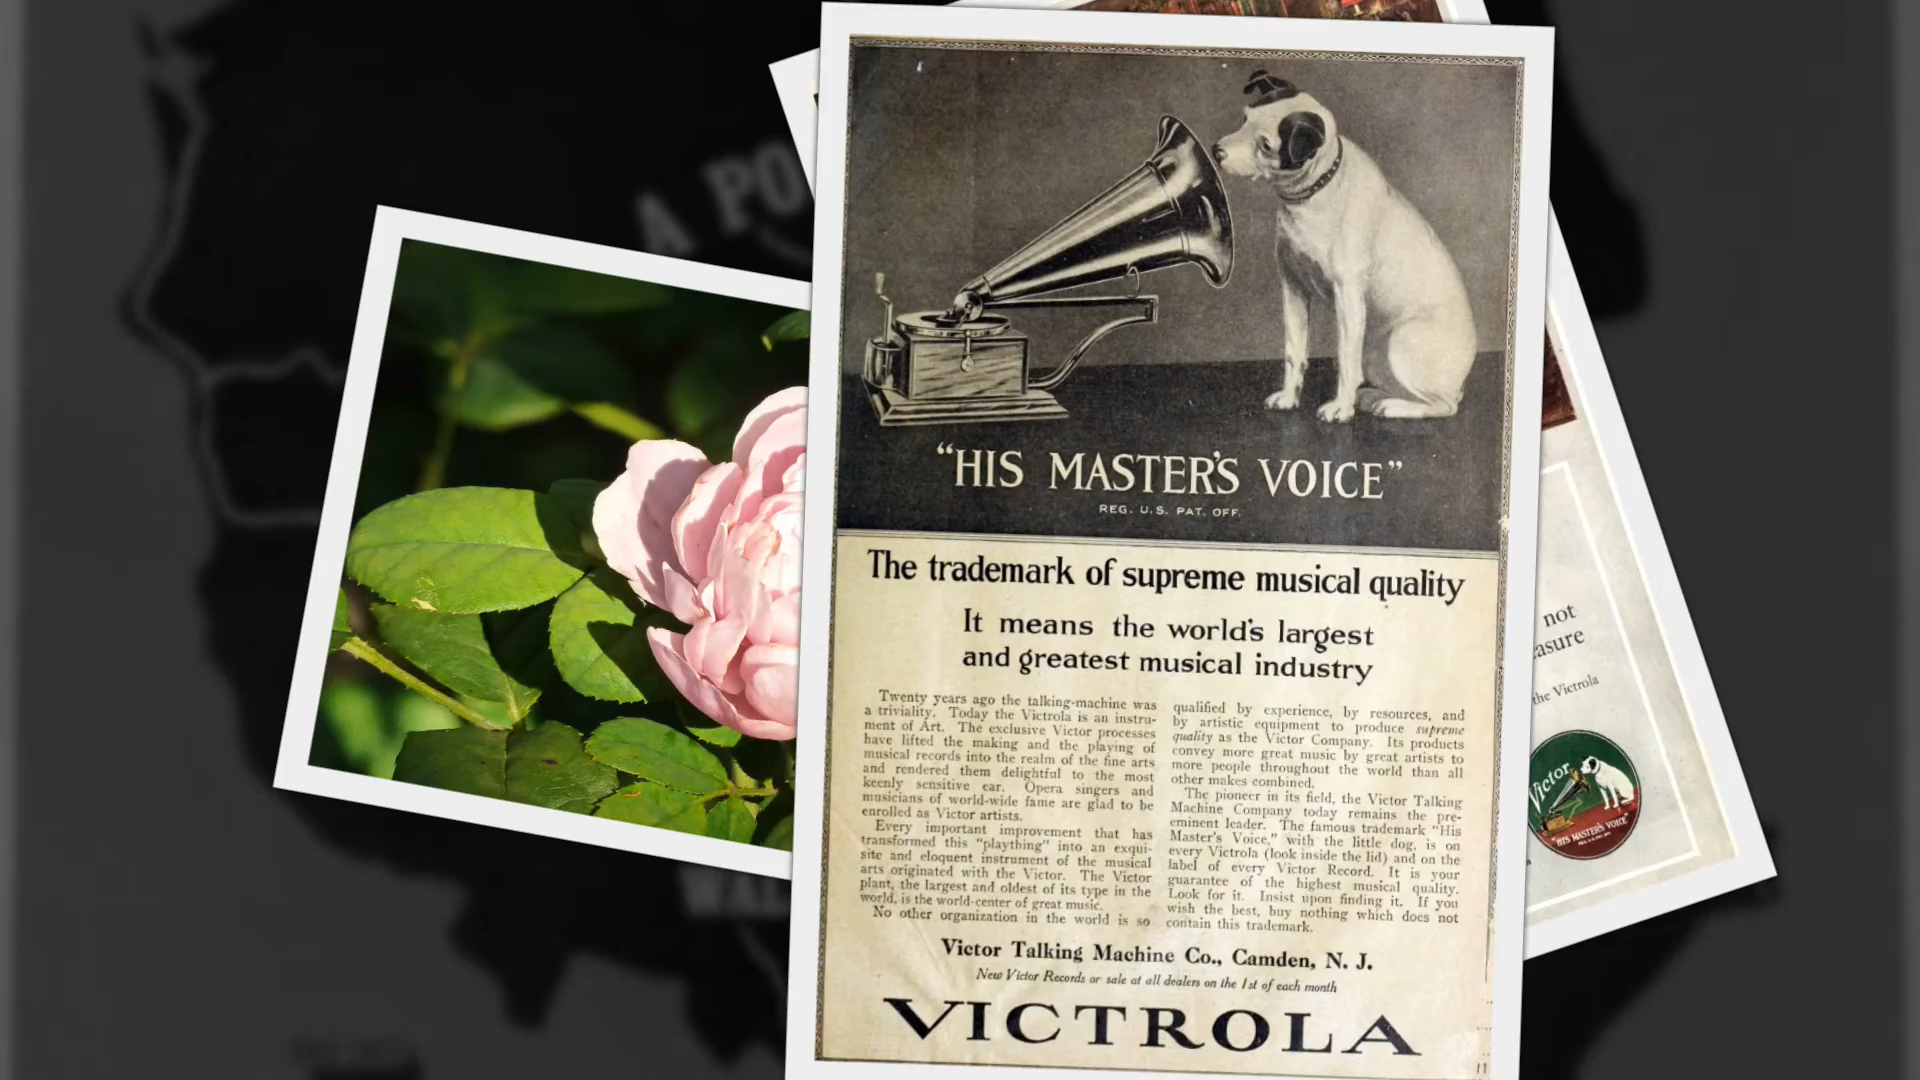 A PO
"HIS MASTER'S VOICE"
REG. U.S. PAT. OFF.
The trademark of supreme musical quality
It means the world's largest
and greatest musical industry
Twenty years ago the talking-machine was
a triviality. Today the Victrola is an instru-
ment of Art. The exclusive Victor processes
have lifted the making and the playing of
musical records into the realm of the fine arts
and rendered them delightful to the most
keenly sensitive ear. Opera singers and
musicians of world-wide fame are glad to be
enrolled as Victor artists.
Every important improvement that has
transformed this "plaything" into an exqui-
site and eloquent instrument of the musical
arts originated with the Victor. The Victor
plant, the largest and oldest of its type in the
world, is the world-center of great music.
No other organization in the world is so
qualified by experience, by resources, and
by artistic equipment to produce supreme
quality as the Victor Company. Its products
convey more great music by great artists to
more people throughout the world than all
other makes combined.
The pioneer in its field, the Victor Talking
Machine Company today remains the pre-
eminent leader. The famous trademark "His
Master's Voice," with the little dog, is on
every Victrola (look inside the lid) and on the
label of every Victor Record. It is your
guarantee of the highest musical quality.
Look for it. Insist upon finding it. If you
wish the best, buy nothing which does not
contain this trademark.
Victor Talking Machine Co., Camden, N. J.
New Victor Records or sale at all dealers on the 1st of each month
VICTROLA
11
not
asure
the Victrola
Victor
"HIS MASTER'S VOICE"
WAL